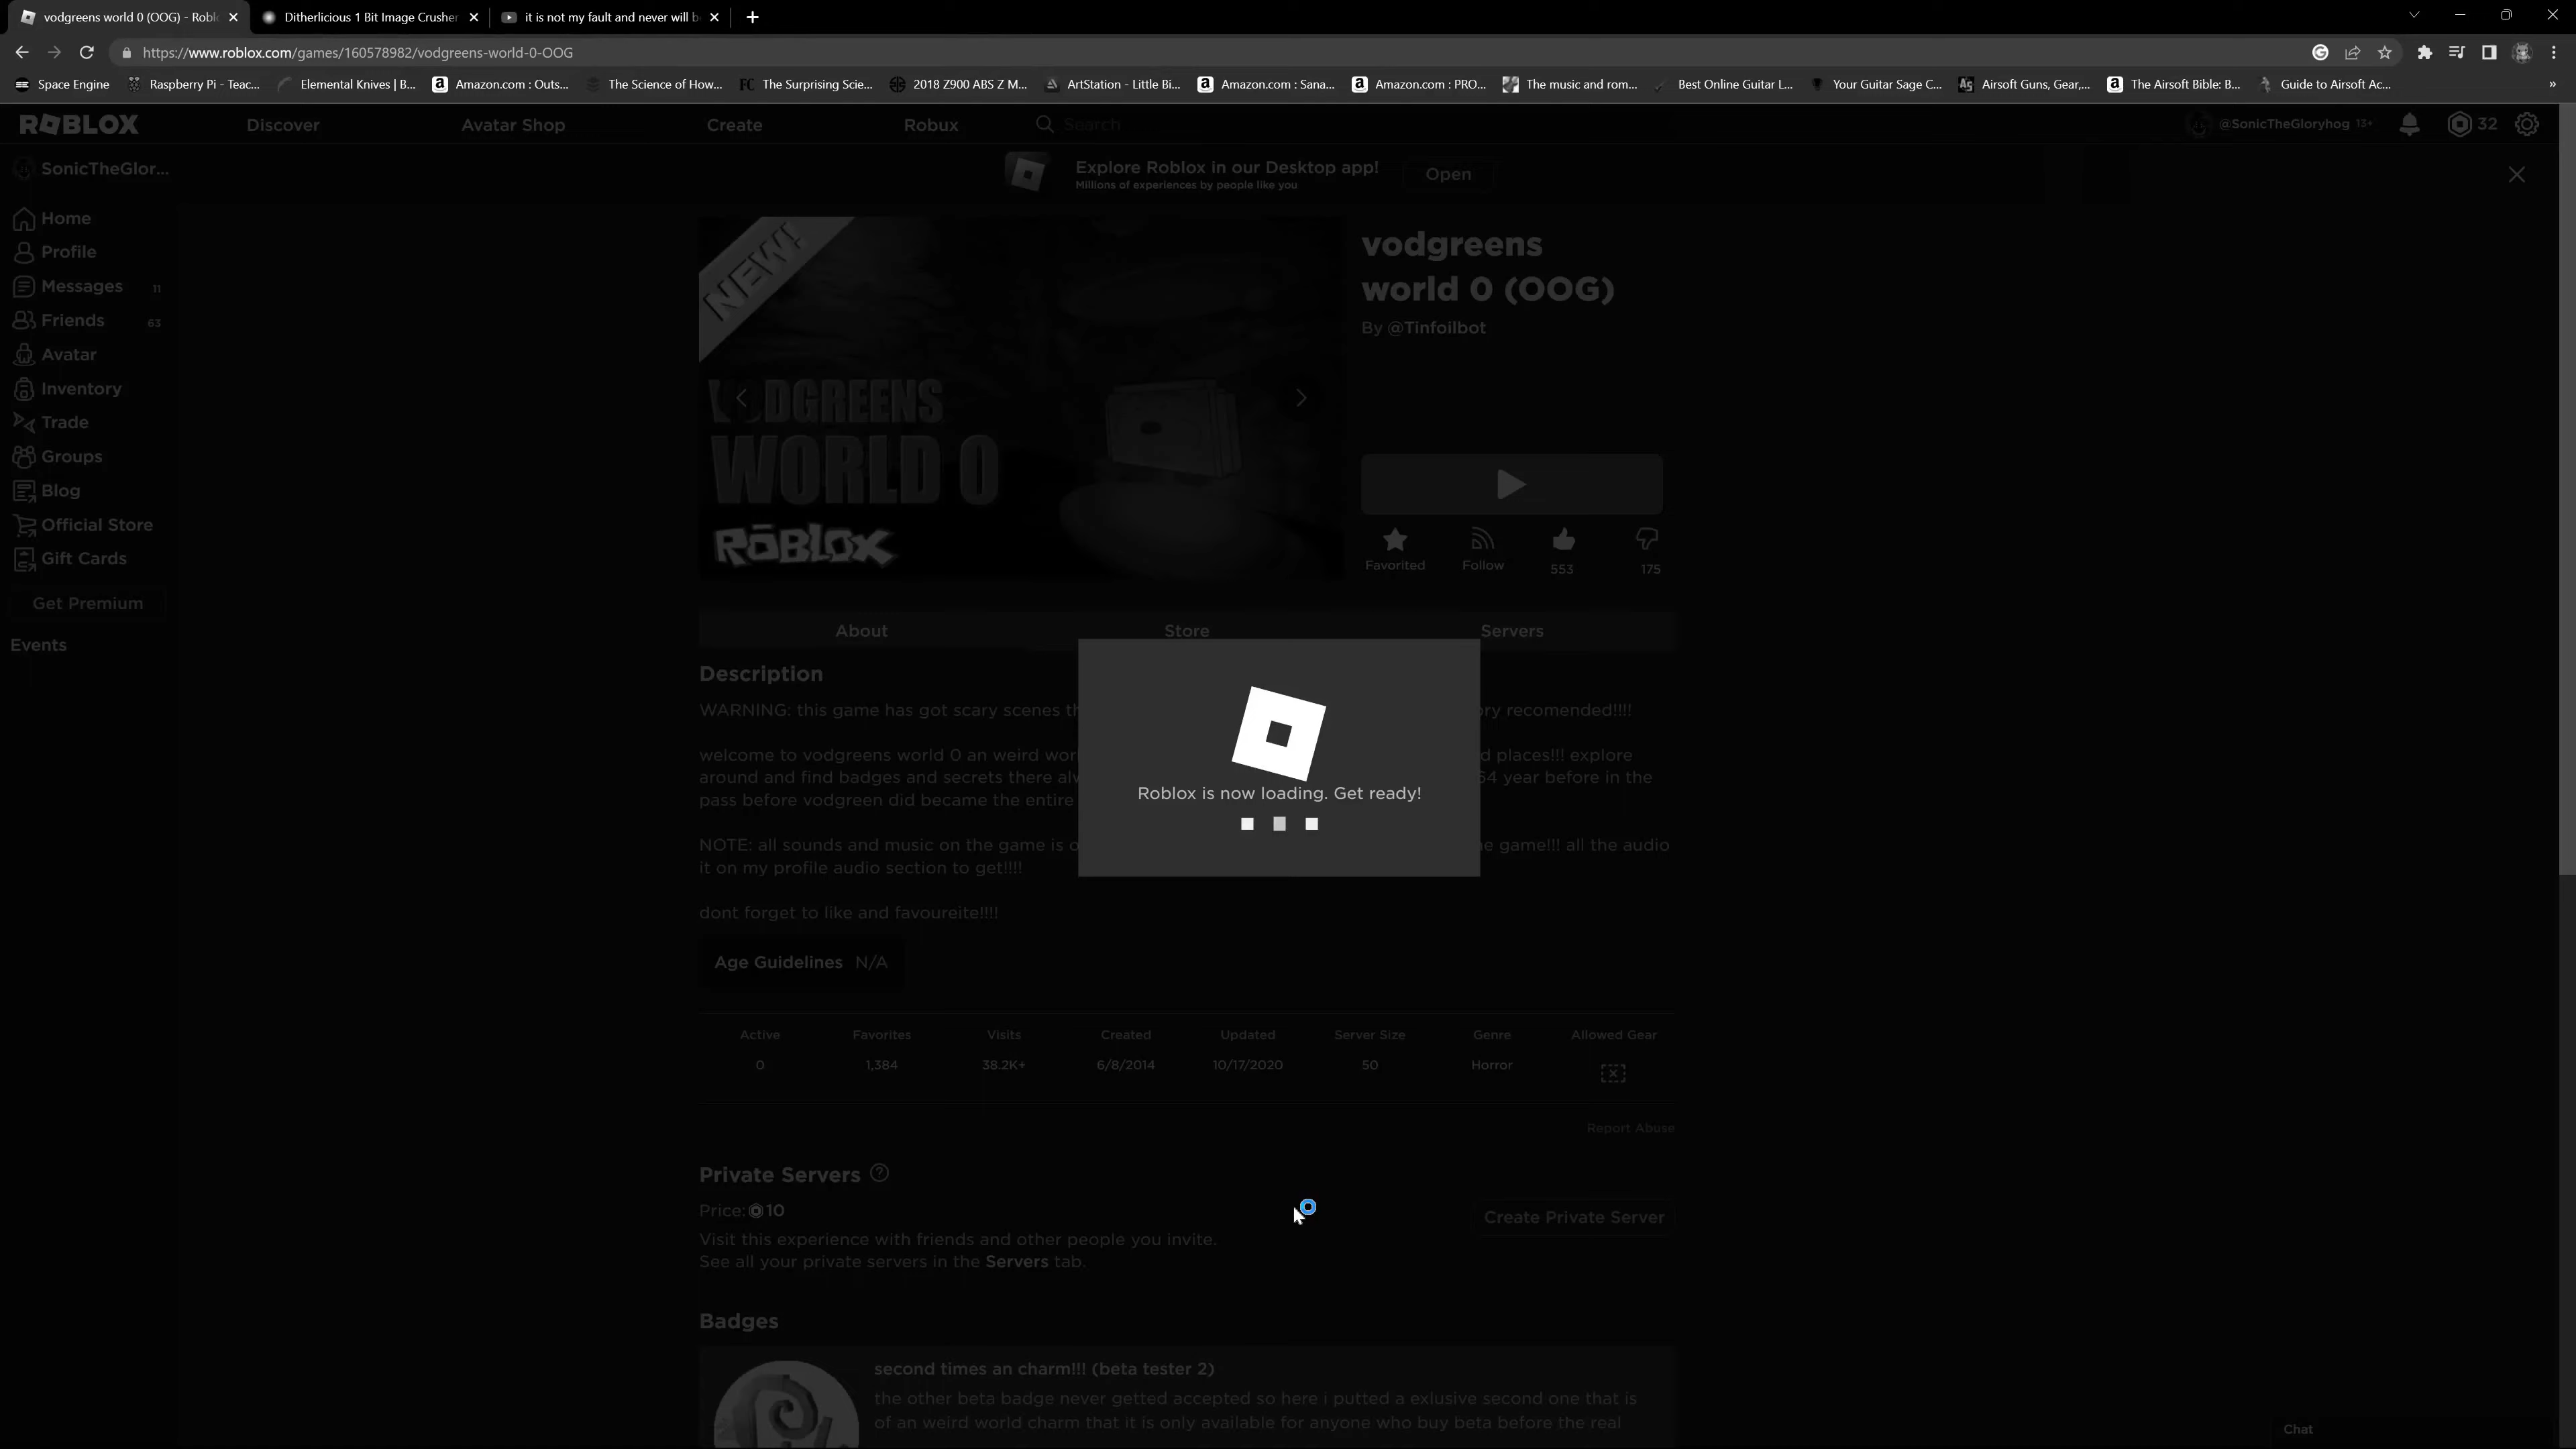 vodgreens world 0 (OOG) - Robl
Ditherlicious 1 Bit Image Crusher
it is not my fault and never will b
https://www.roblox.com/games/160578982/vodgreens-world-0-OOG
Space Engine
Raspberry Pi - Teac...
Elemental Knives | B...
Amazon.com : Outs...
The Science of How...
The Surprising Scie...
2018 Z900 ABS Z M...
ArtStation - Little Bi...
Amazon.com : Sana...
Amazon.com : PRO...
The music and rom...
Best Online Guitar L...
Your Guitar Sage C...
Airsoft Guns, Gear,...
The Airsoft Bible: B...
Guide to Airsoft Ac...
ROBLOX
Discover
Avatar Shop
Create
Robux
Search
@SonicTheGloryhog 13+
32
SonicTheGlor...
Explore Roblox in our Desktop app!
Millions of experiences by people like you
Open
Home
Profile
Messages 11
Friends 63
Avatar
Inventory
Trade
Groups
Blog
Official Store
Gift Cards
Get Premium
Events
NEW!
VODGREENS
WORLD 0
RŌBLOX
vodgreens
world 0 (OOG)
By @Tinfoilbot
Favorited
Follow
553
175
About
Store
Servers
Description
WARNING: this game has got scary scenes th
ry recomended!!!!
welcome to vodgreens world 0 an weird wor
d places!!! explore
around and find badges and secrets there alw
64 year before in the
pass before vodgreen did became the entire
NOTE: all sounds and music on the game is o
e game!!! all the audio
it on my profile audio section to get!!!!
dont forget to like and favoureite!!!!
Roblox is now loading. Get ready!
Age Guidelines N/A
Active
Favorites
Visits
Created
Updated
Server Size
Genre
Allowed Gear
0
1,384
38.2K+
6/8/2014
10/17/2020
50
Horror
Report Abuse
Private Servers
Price: 10
Visit this experience with friends and other people you invite.
See all your private servers in the Servers tab.
Create Private Server
Badges
second times an charm!!! (beta tester 2)
the other beta badge never getted accepted so here i putted a exlusive second one that is
of an weird world charm that it is only available for anyone who buy beta before the real
Chat